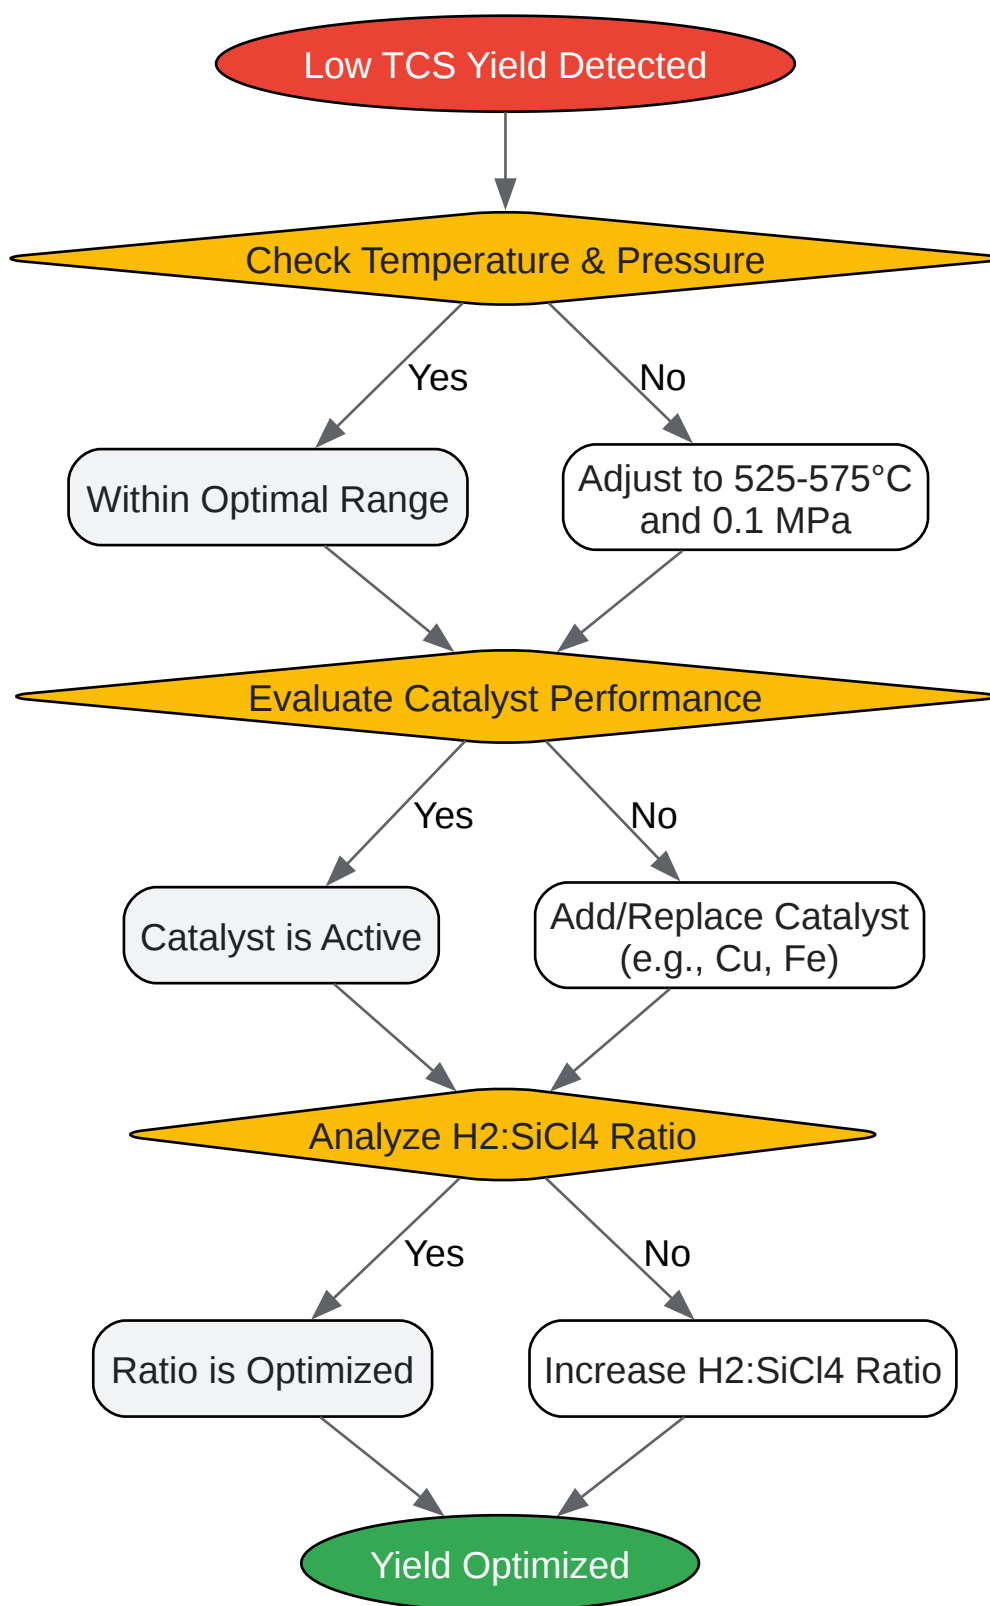 Low TCS Yield Detected
Check Temperature & Pressure
Yes
No
Within Optimal Range
Adjust to 525-575°C
and 0.1 MPa
Evaluate Catalyst Performance
Yes
No
Catalyst is Active
Add/Replace Catalyst
(e.g., Cu, Fe)
Analyze H2:SiCl4 Ratio
Yes
No
Ratio is Optimized
Increase H2:SiCl4 Ratio
Yield Optimized